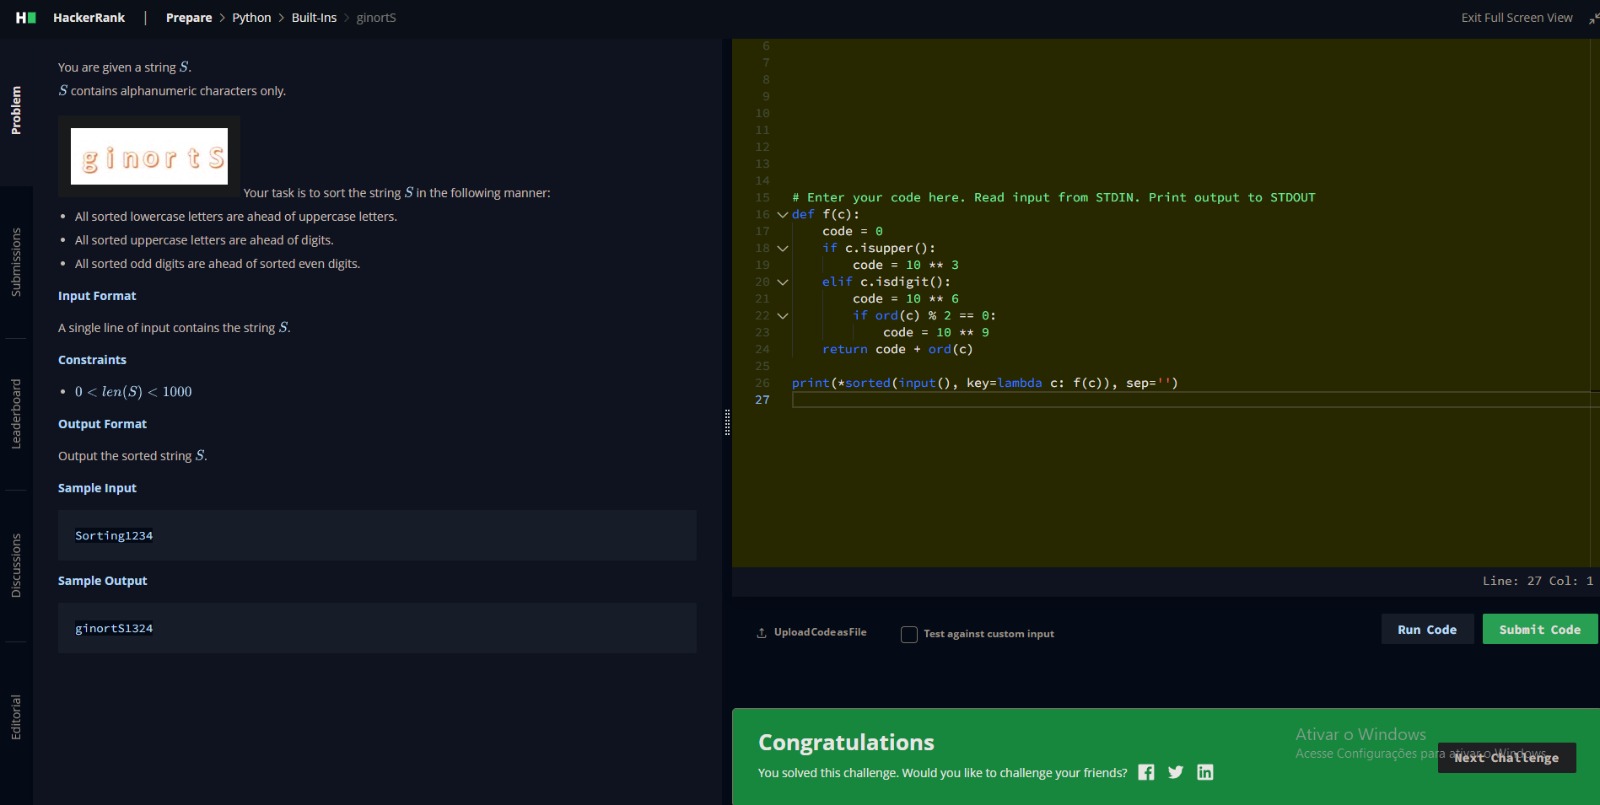 HackerRank | Prepare > Python > Built-Ins > ginortS
Exit Full Screen View
Problem
Submissions
Leaderboard
Discussions
Editorial
You are given a string S.
S contains alphanumeric characters only.
ginortS
Your task is to sort the string S in the following manner:
• All sorted lowercase letters are ahead of uppercase letters.
• All sorted uppercase letters are ahead of digits.
• All sorted odd digits are ahead of sorted even digits.
Input Format
A single line of input contains the string S.
Constraints
• 0 < len(S) < 1000
Output Format
Output the sorted string S.
Sample Input
Sorting1234
Sample Output
ginortS1324
6
7
8
9
10
11
12
13
14
15 # Enter your code here. Read input from STDIN. Print output to STDOUT
16 def f(c):
17     code = 0
18     if c.isupper():
19         code = 10 ** 3
20     elif c.isdigit():
21         code = 10 ** 6
22         if ord(c) % 2 == 0:
23             code = 10 ** 9
24     return code + ord(c)
25
26 print(*sorted(input(), key=lambda c: f(c)), sep='')
27
Line: 27 Col: 1
Upload Code as File
Test against custom input
Run Code
Submit Code
Congratulations
You solved this challenge. Would you like to challenge your friends?
Next Challenge
Ativar o Windows
Acesse Configurações para ativar o Windows.